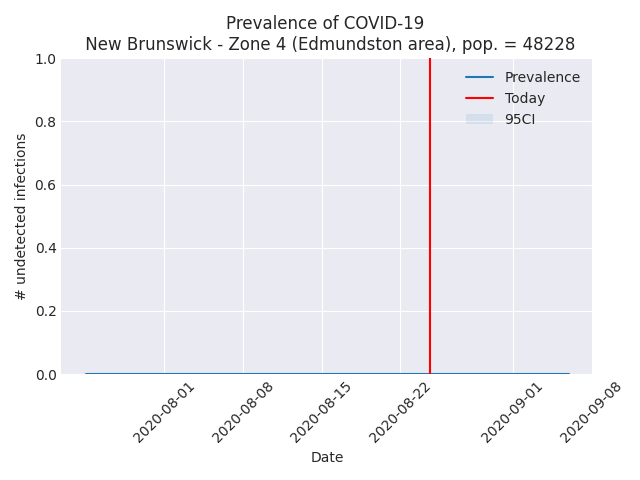 Prevalence of COVID-19
New Brunswick - Zone 4 (Edmundston area), pop. = 48228
1.0
0.8
0.6
0.4
0.2
0.0
# undetected infections
Prevalence
Today
95CI
2020-08-01
2020-08-08
2020-08-15
2020-08-22
2020-09-01
2020-09-08
Date